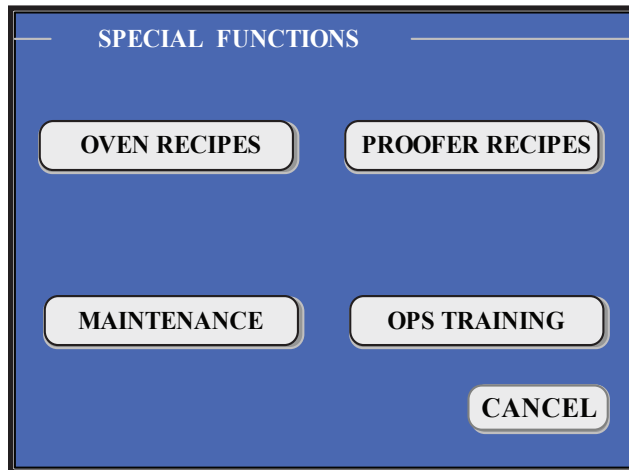 SPECIAL FUNCTIONS
OVEN RECIPES
PROOFER RECIPES
MAINTENANCE
OPS TRAINING
CANCEL